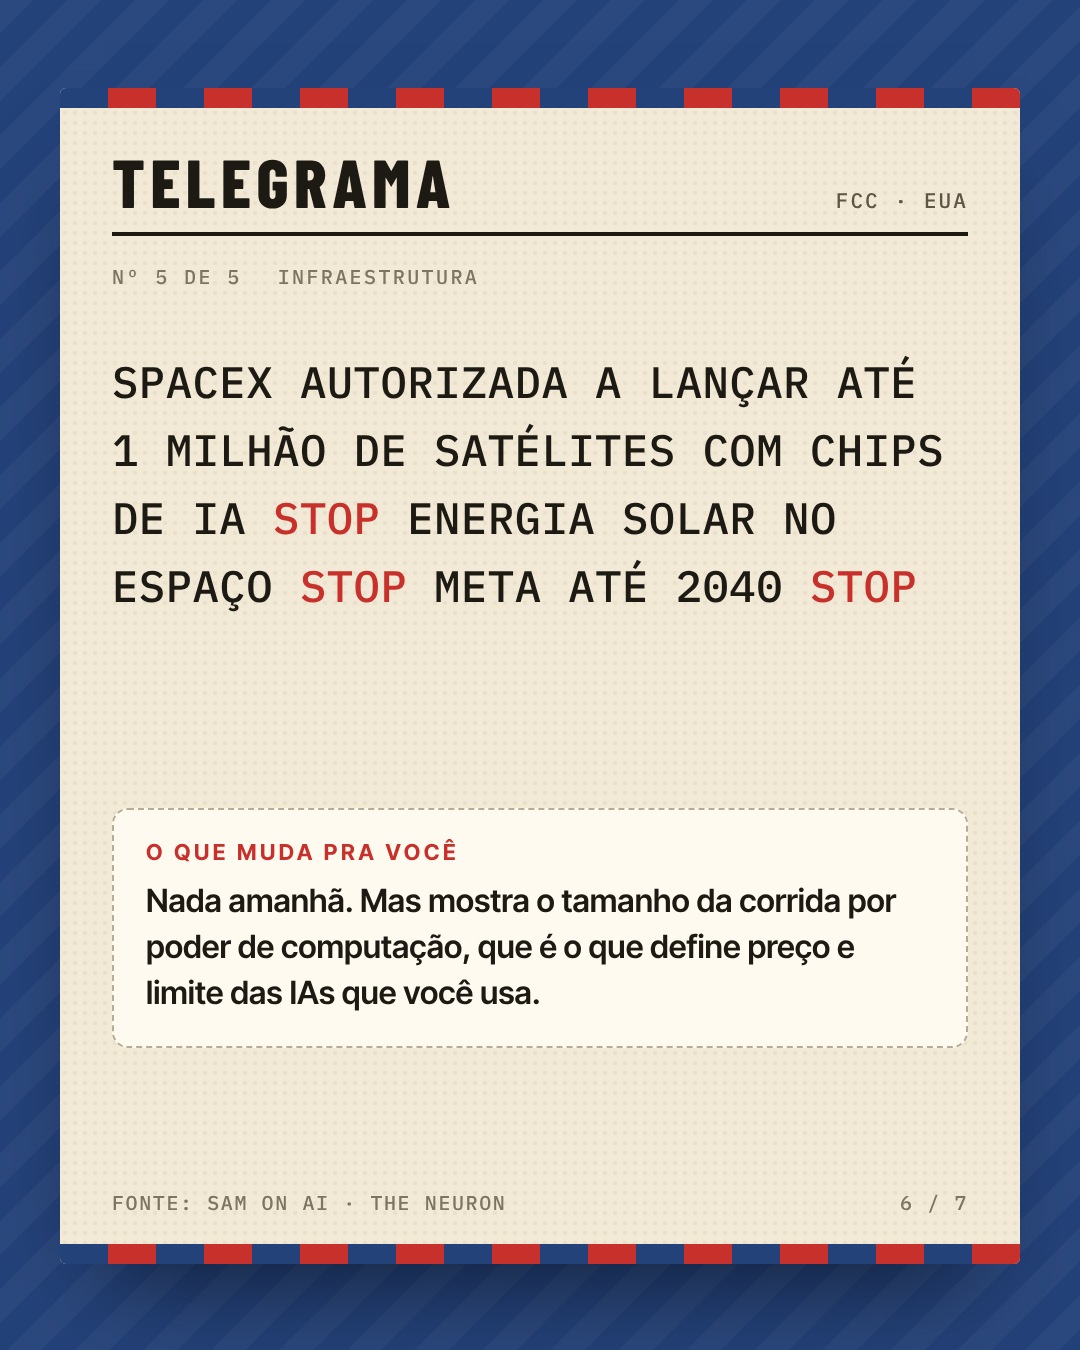 TELEGRAMA
FCC · EUA
Nº 5 DE 5 INFRAESTRUTURA
SPACEX AUTORIZADA A LANÇAR ATÉ
1 MILHÃO DE SATÉLITES COM CHIPS
DE IA STOP ENERGIA SOLAR NO
ESPAÇO STOP META ATÉ 2040 STOP
O QUE MUDA PRA VOCÊ
Nada amanhã. Mas mostra o tamanho da corrida por
poder de computação, que é o que define preço e
limite das IAs que você usa.
FONTE: SAM ON AI · THE NEURON
6 / 7